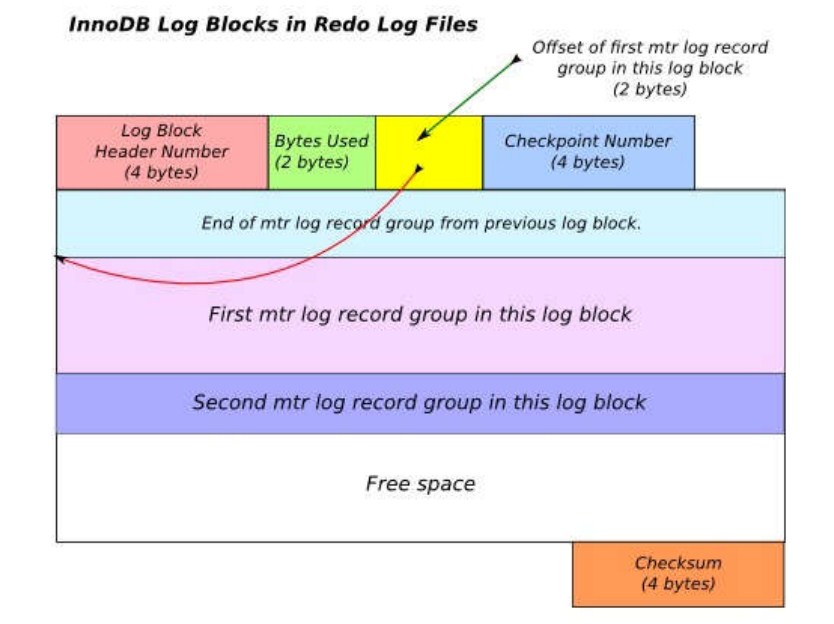 InnoDB Log Blocks in Redo Log Files
Offset of first mtr log record
group in this log block
(2 bytes)
Log Block
Header Number
(4 bytes)
Bytes Used
(2 bytes)
Checkpoint Number
(4 bytes)
End of mtr log record group from previous log block.
First mtr log record group in this log block
Second mtr log record group in this log block
Free space
Checksum
(4 bytes)